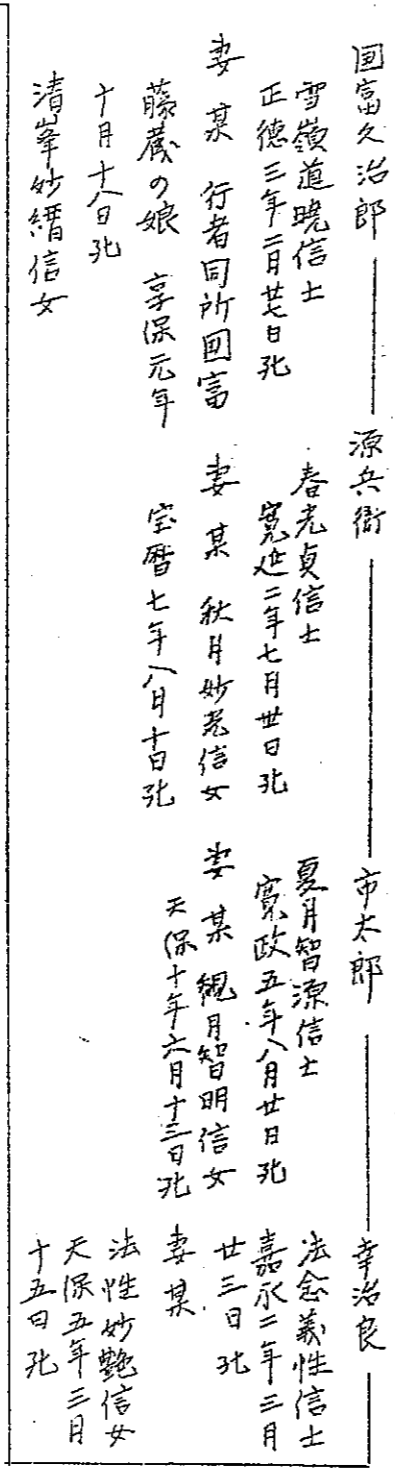 国富久治郎
雪嶺道暁信士
正德三年二月廿七日死
妻 某 行者同所国富
藤蔵の娘 享保元年
十月十八日死
清峯妙縉信女
源兵衞
春光貞信士
寛延二年七月廿日死
妻 某 秋月妙光信女
宝暦七年八月十日死
市太郎
夏月智源信士
寛政五年八月廿日死
妻 某 観月智明信女
天保十年六月十三日死
幸治良
法念義性信士
嘉永二年三月
廿三日死
妻某
法性妙艶信女
天保五年三月
十五日死